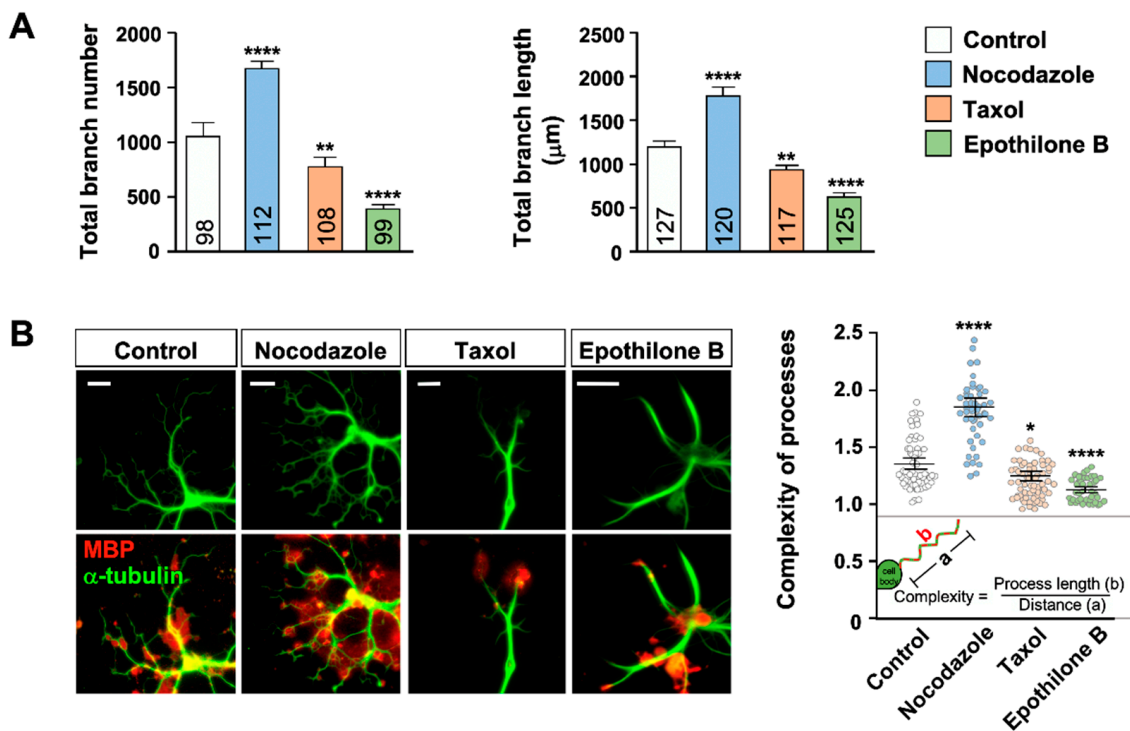 A
Total branch number
2000
1500
1000
500
0
****
**
****
98
112
108
99
Total branch length
(μm)
2500
2000
1500
1000
500
0
****
**
****
127
120
117
125
Control
Nocodazole
Taxol
Epothilone B
B
Control
Nocodazole
Taxol
Epothilone B
MBP
α-tubulin
Complexity of processes
2.5
2.0
1.5
1.0
0.5
0
****
*
****
b
a
cell
body
Complexity = Process length (b)
Distance (a)
Control
Nocodazole
Taxol
Epothilone B